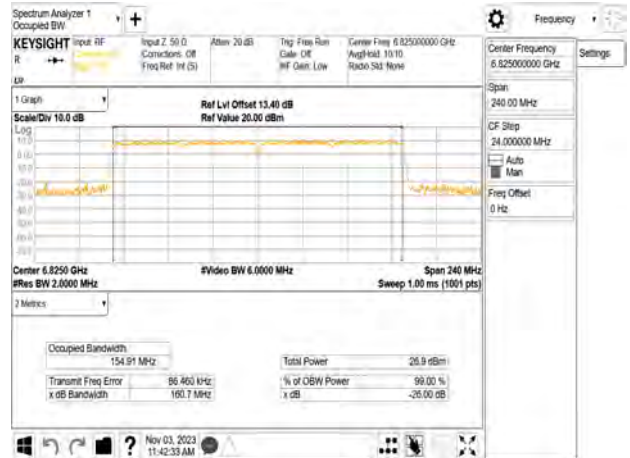 Spectrum Analyzer 1
Occupied BW
+
Frequency
KEYSIGHT
Input: RF
Input Z: 50 Ω
Atten: 20 dB
Trig: Free Run
Center Freq: 6.825000000 GHz
R
Corrections: Off
Gate: Off
Avg|Hold: 10/10
Freq Ref: Int (S)
#IF Gain: Low
Radio Std: None
Center Frequency
6.825000000 GHz
Settings
Span
240.00 MHz
CF Step
24.000000 MHz
Auto
Man
Freq Offset
0 Hz
1 Graph
Scale/Div 10.0 dB
Ref Lvl Offset 13.40 dB
Ref Value 20.00 dBm
Log
10.0
0.00
Center 6.8250 GHz
#Video BW 6.0000 MHz
Span 240 MHz
#Res BW 2.0000 MHz
Sweep 1.00 ms (1001 pts)
2 Metrics
Occupied Bandwidth
154.91 MHz
Total Power
26.9 dBm
Transmit Freq Error
86.460 kHz
% of OBW Power
99.00 %
x dB Bandwidth
160.7 MHz
x dB
-26.00 dB
?
Nov 03, 2023
11:42:33 AM